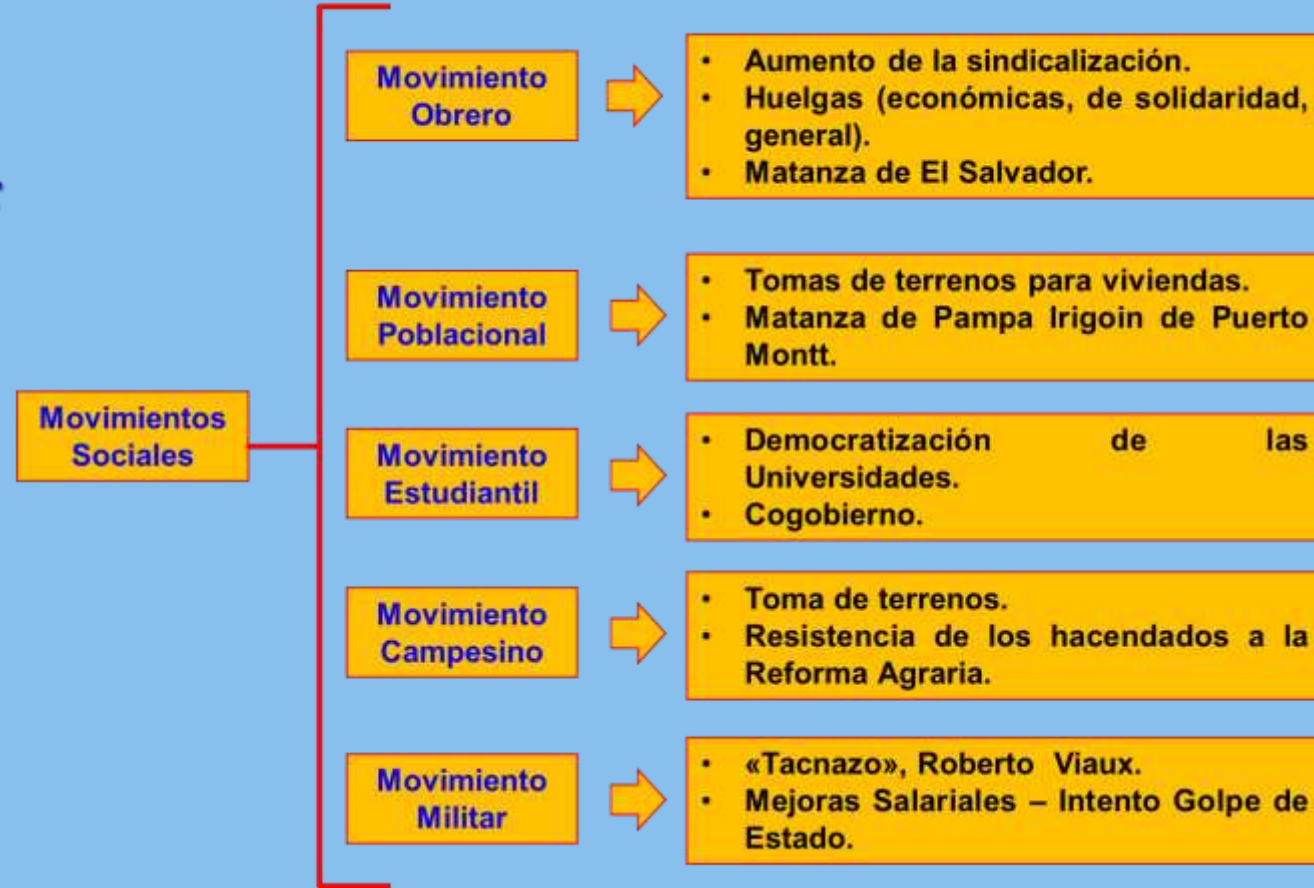 Movimiento
Obrero
• Aumento de la sindicalización.
• Huelgas (económicas, de solidaridad,
general).
• Matanza de El Salvador.
Movimiento
Poblacional
• Tomas de terrenos para viviendas.
• Matanza de Pampa Irigoin de Puerto
Montt.
Movimientos
Sociales
Movimiento
Estudiantil
• Democratización de las
Universidades.
• Cogobierno.
Movimiento
Campesino
• Toma de terrenos.
• Resistencia de los hacendados a la
Reforma Agraria.
Movimiento
Militar
• «Tacnazo», Roberto Viaux.
• Mejoras Salariales – Intento Golpe de
Estado.